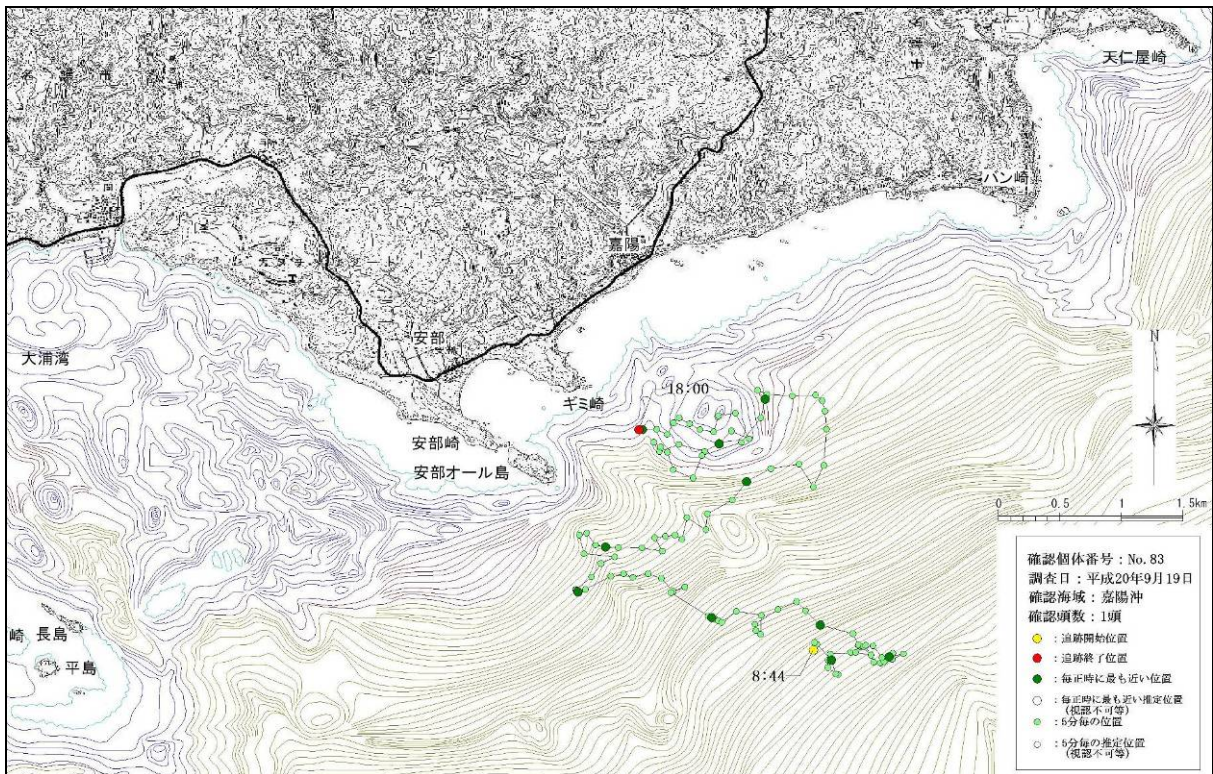 天仁屋崎
バン崎
嘉陽
安部
大浦湾
ギミ崎
18:00
安部崎
安部オール島
N
0 0.5 1 1.5km
長島
崎
平島
8:44
確認個体番号：No.83
調査日：平成20年9月19日
確認海域：嘉陽沖
確認頭数：1頭
：追跡開始位置
：追跡終了位置
：毎正時に最も近い位置
：毎正時に最も近い推定位置
(視認不可等)
：5分毎の位置
：5分毎の推定位置
(視認不可等)